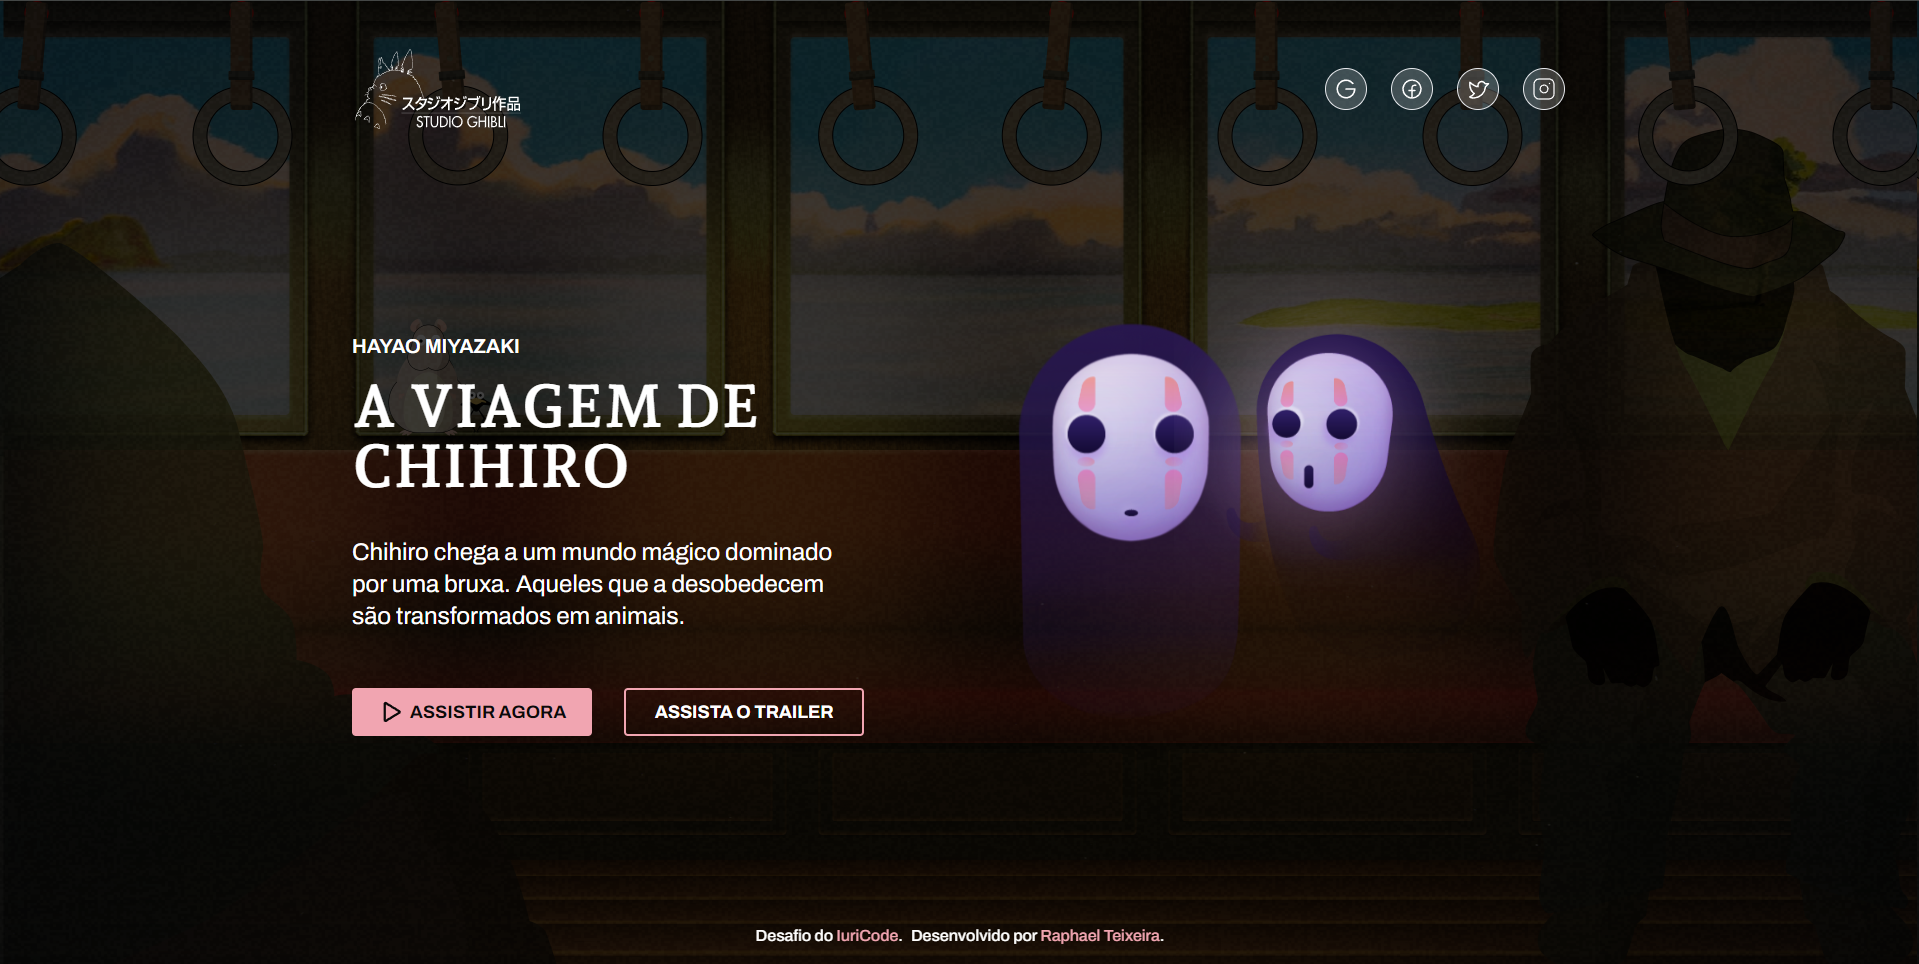 スタジオジブリ作品
STUDIO GHIBLI
HAYAO MIYAZAKI
A VIAGEM DE
CHIHIRO
Chihiro chega a um mundo mágico dominado
por uma bruxa. Aqueles que a desobedecem
são transformados em animais.
ASSISTIR AGORA
ASSISTA O TRAILER
Desafio do IuriCode. Desenvolvido por Raphael Teixeira.